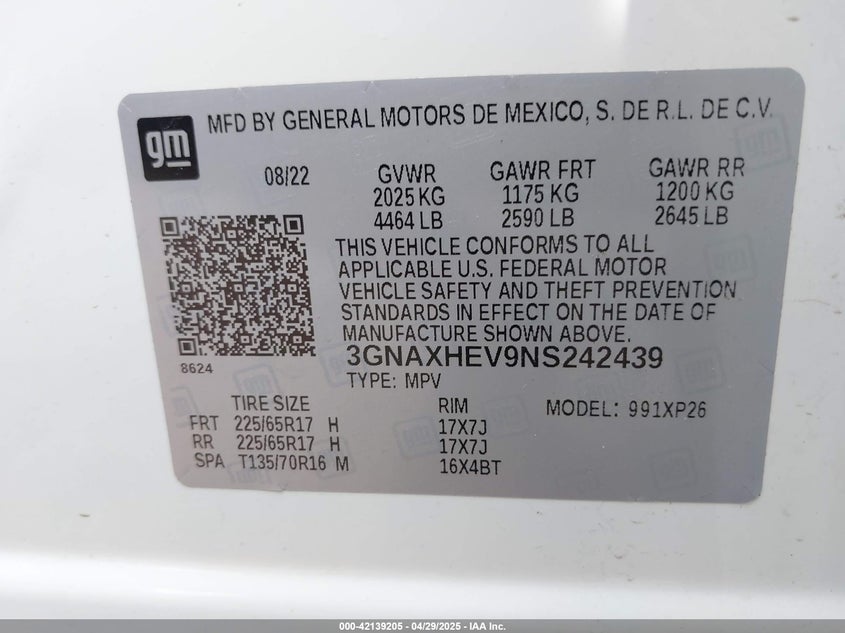 gm
MFD BY GENERAL MOTORS DE MEXICO, S. DE R.L. DE C.V.
08/22 GVWR GAWR FRT GAWR RR
2025 KG 1175 KG 1200 KG
4464 LB 2590 LB 2645 LB
THIS VEHICLE CONFORMS TO ALL
APPLICABLE U.S. FEDERAL MOTOR
VEHICLE SAFETY AND THEFT PREVENTION
STANDARDS IN EFFECT ON THE DATE OF
MANUFACTURE SHOWN ABOVE.
8624
3GNAXHEV9NS242439
TYPE: MPV
TIRE SIZE RIM MODEL: 991XP26
FRT 225/65R17 H 17X7J
RR 225/65R17 H 17X7J
SPA T135/70R16 M 16X4BT
000-42139205 - 04/29/2025 - IAA Inc.